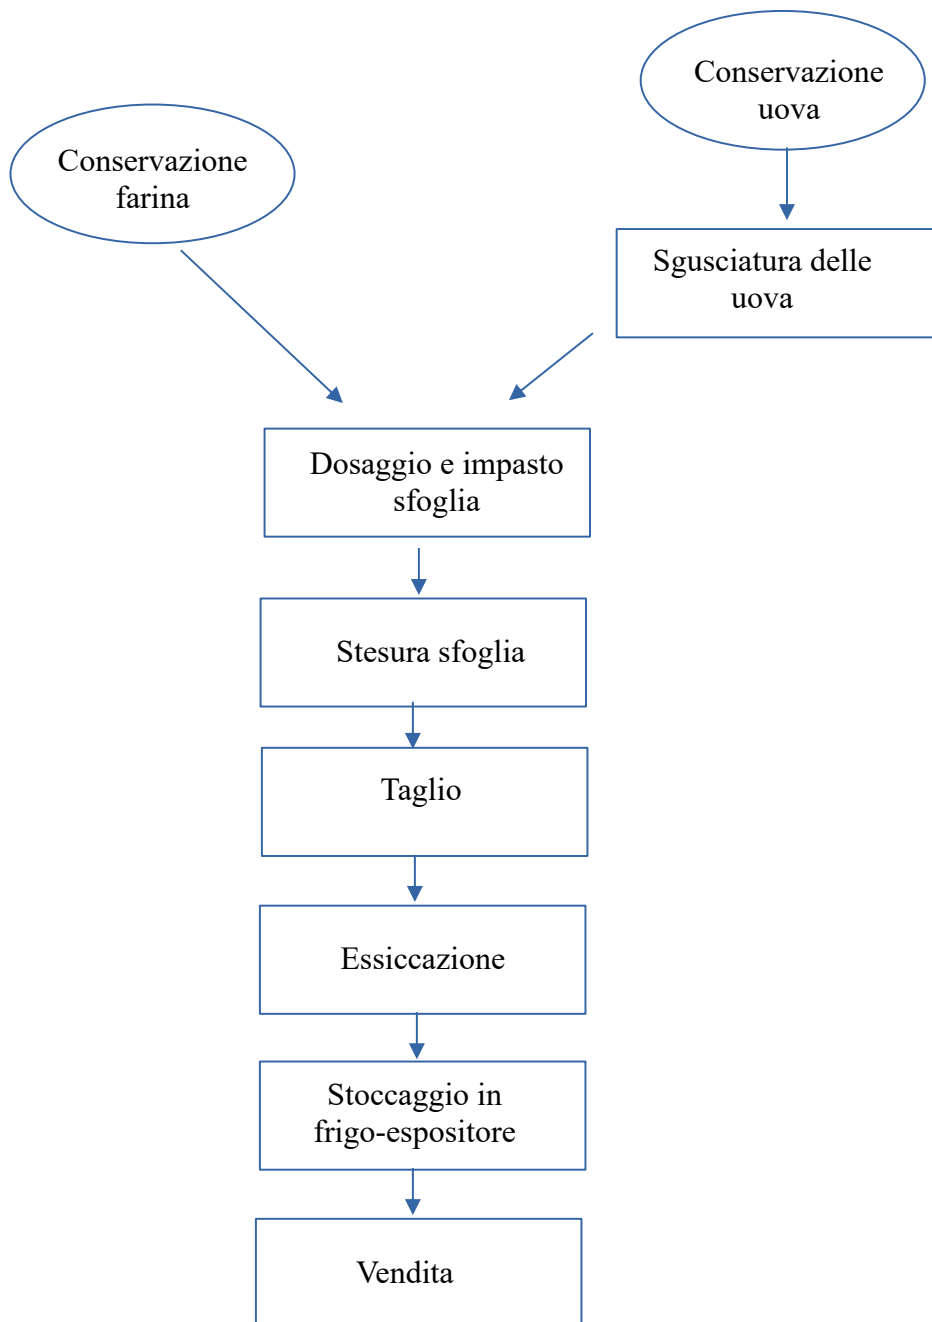 Conservazione
uova
Conservazione
farina
Sgusciatura delle
uova
Dosaggio e impasto
sfoglia
Stesura sfoglia
Taglio
Essiccazione
Stoccaggio in
frigo-espositore
Vendita